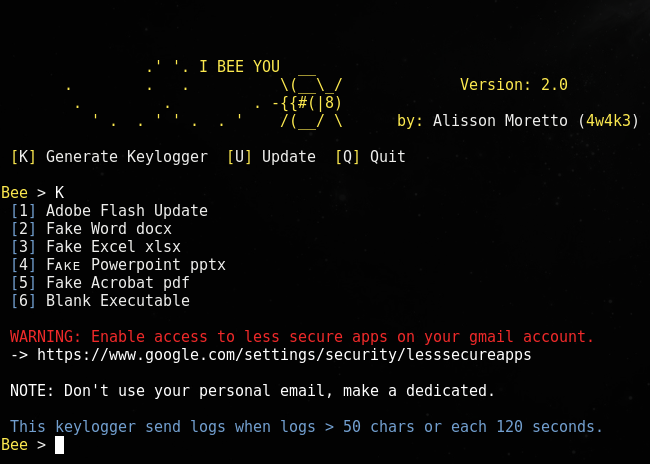 .' '. I BEE YOU __
. . . \(__\_/ Version: 2.0
. . . -{{#(|8)
' . . ' ' . . ' /(__/ \ by: Alisson Moretto (4w4k3)
[K] Generate Keylogger [U] Update [Q] Quit
Bee > K
[1] Adobe Flash Update
[2] Fake Word docx
[3] Fake Excel xlsx
[4] Fᴀᴋᴇ Powerpoint pptx
[5] Fake Acrobat pdf
[6] Blank Executable
WARNING: Enable access to less secure apps on your gmail account.
-> https://www.google.com/settings/security/lesssecureapps
NOTE: Don't use your personal email, make a dedicated.
This keylogger send logs when logs > 50 chars or each 120 seconds.
Bee >